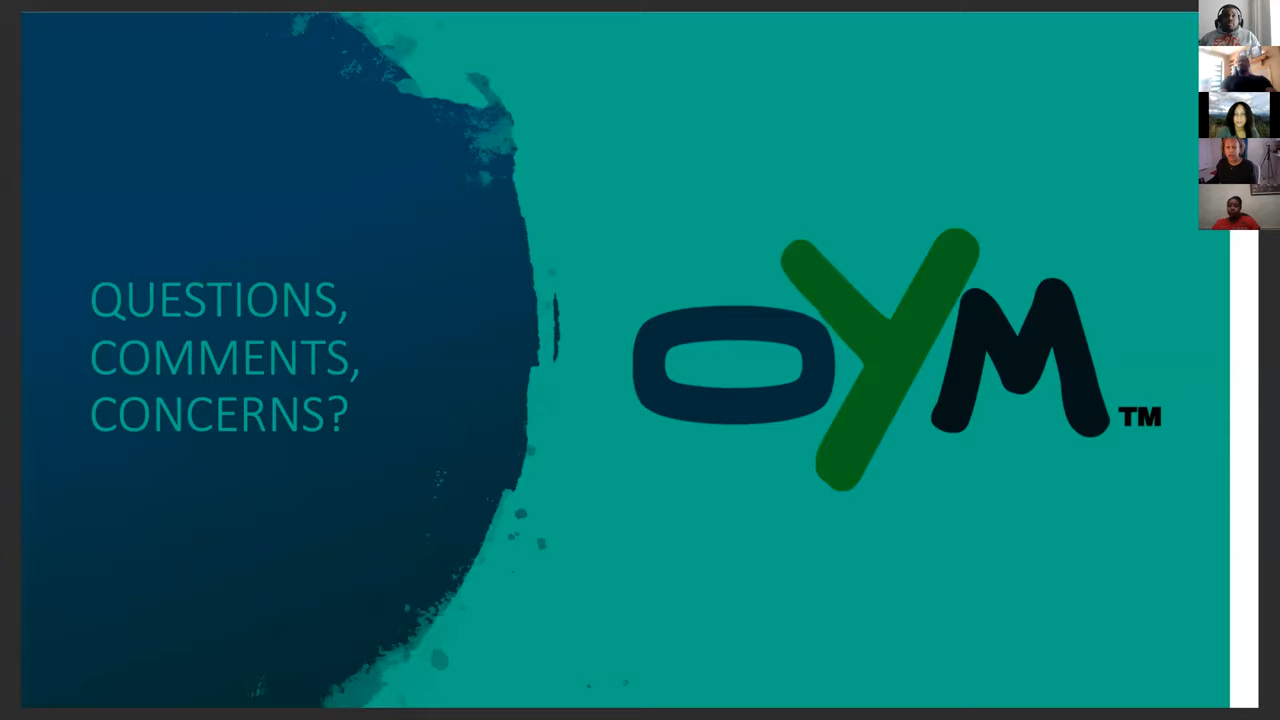 QUESTIONS,
COMMENTS,
CONCERNS?
OYM
TM